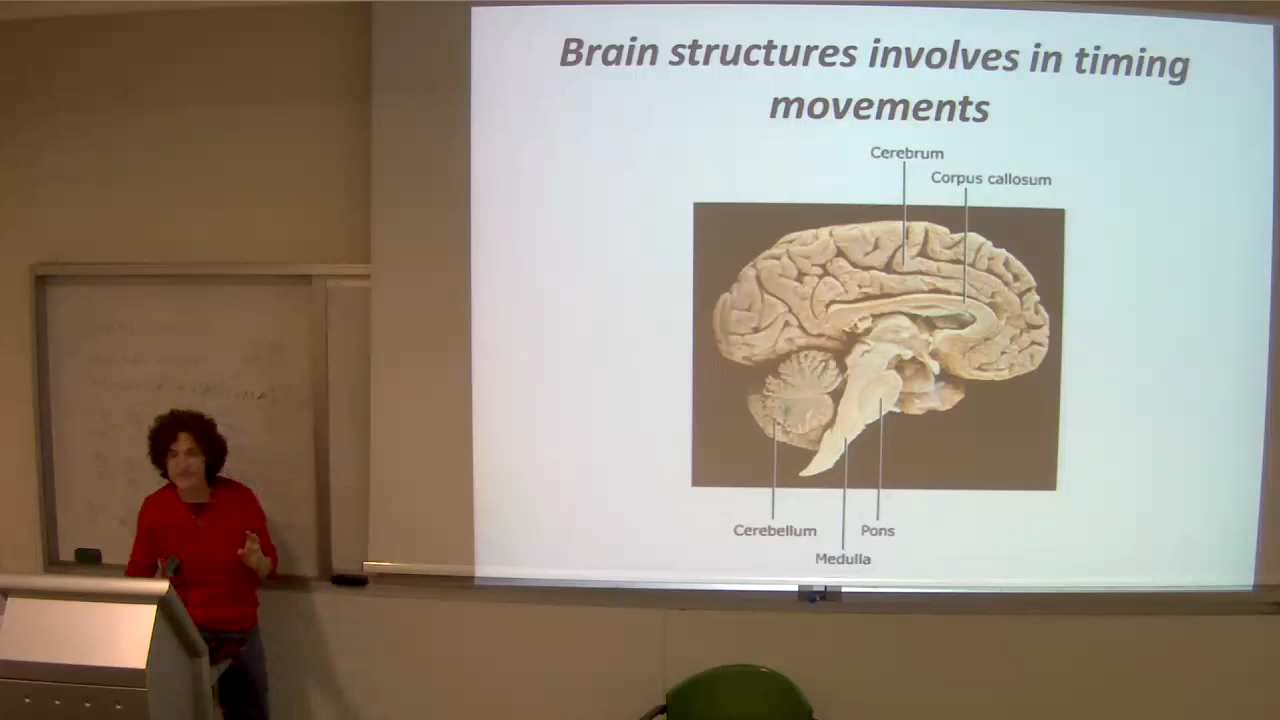 Brain structures involves in timing
movements
Cerebrum
Corpus callosum
Cerebellum
Pons
Medulla